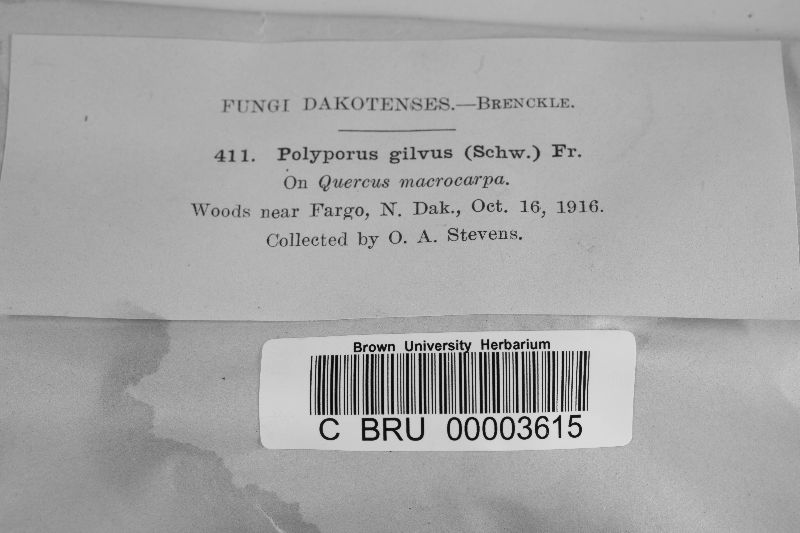 FUNGI DAKOTENSES.—BRENCKLE.
411. Polyporus gilvus (Schw.) Fr.
On Quercus macrocarpa.
Woods near Fargo, N. Dak., Oct. 16, 1916.
Collected by O. A. Stevens.
Brown University Herbarium
C BRU 00003615